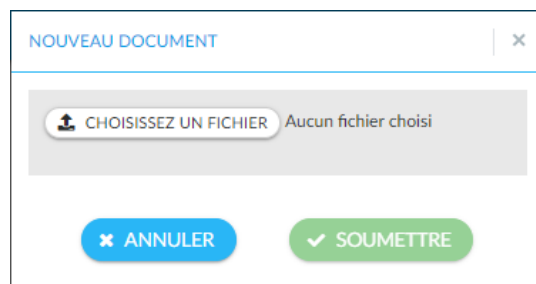 NOUVEAU DOCUMENT
CHOISISSEZ UN FICHIER Aucun fichier choisi
ANNULER SOUMETTRE